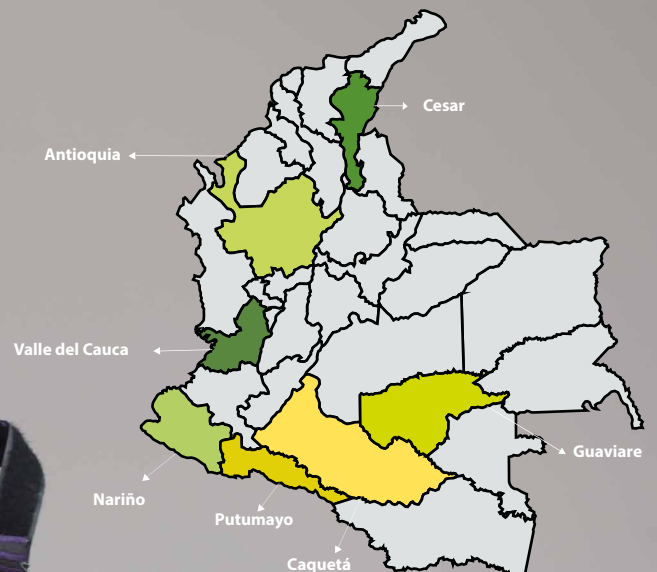 Cesar
Antioquia
Valle del Cauca
Guaviare
Nariño
Putumayo
Caquetá